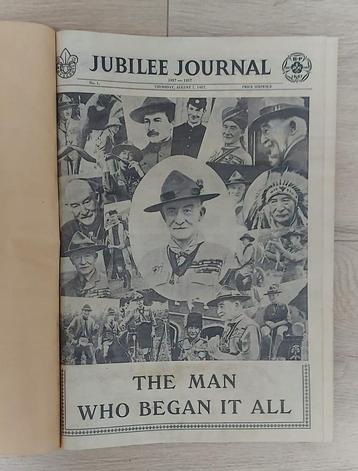 JUBILEE JOURNAL
1907 — 1957
No. 1. THURSDAY, AUGUST 1, 1957. PRICE SIXPENCE
THE MAN
WHO BEGAN IT ALL